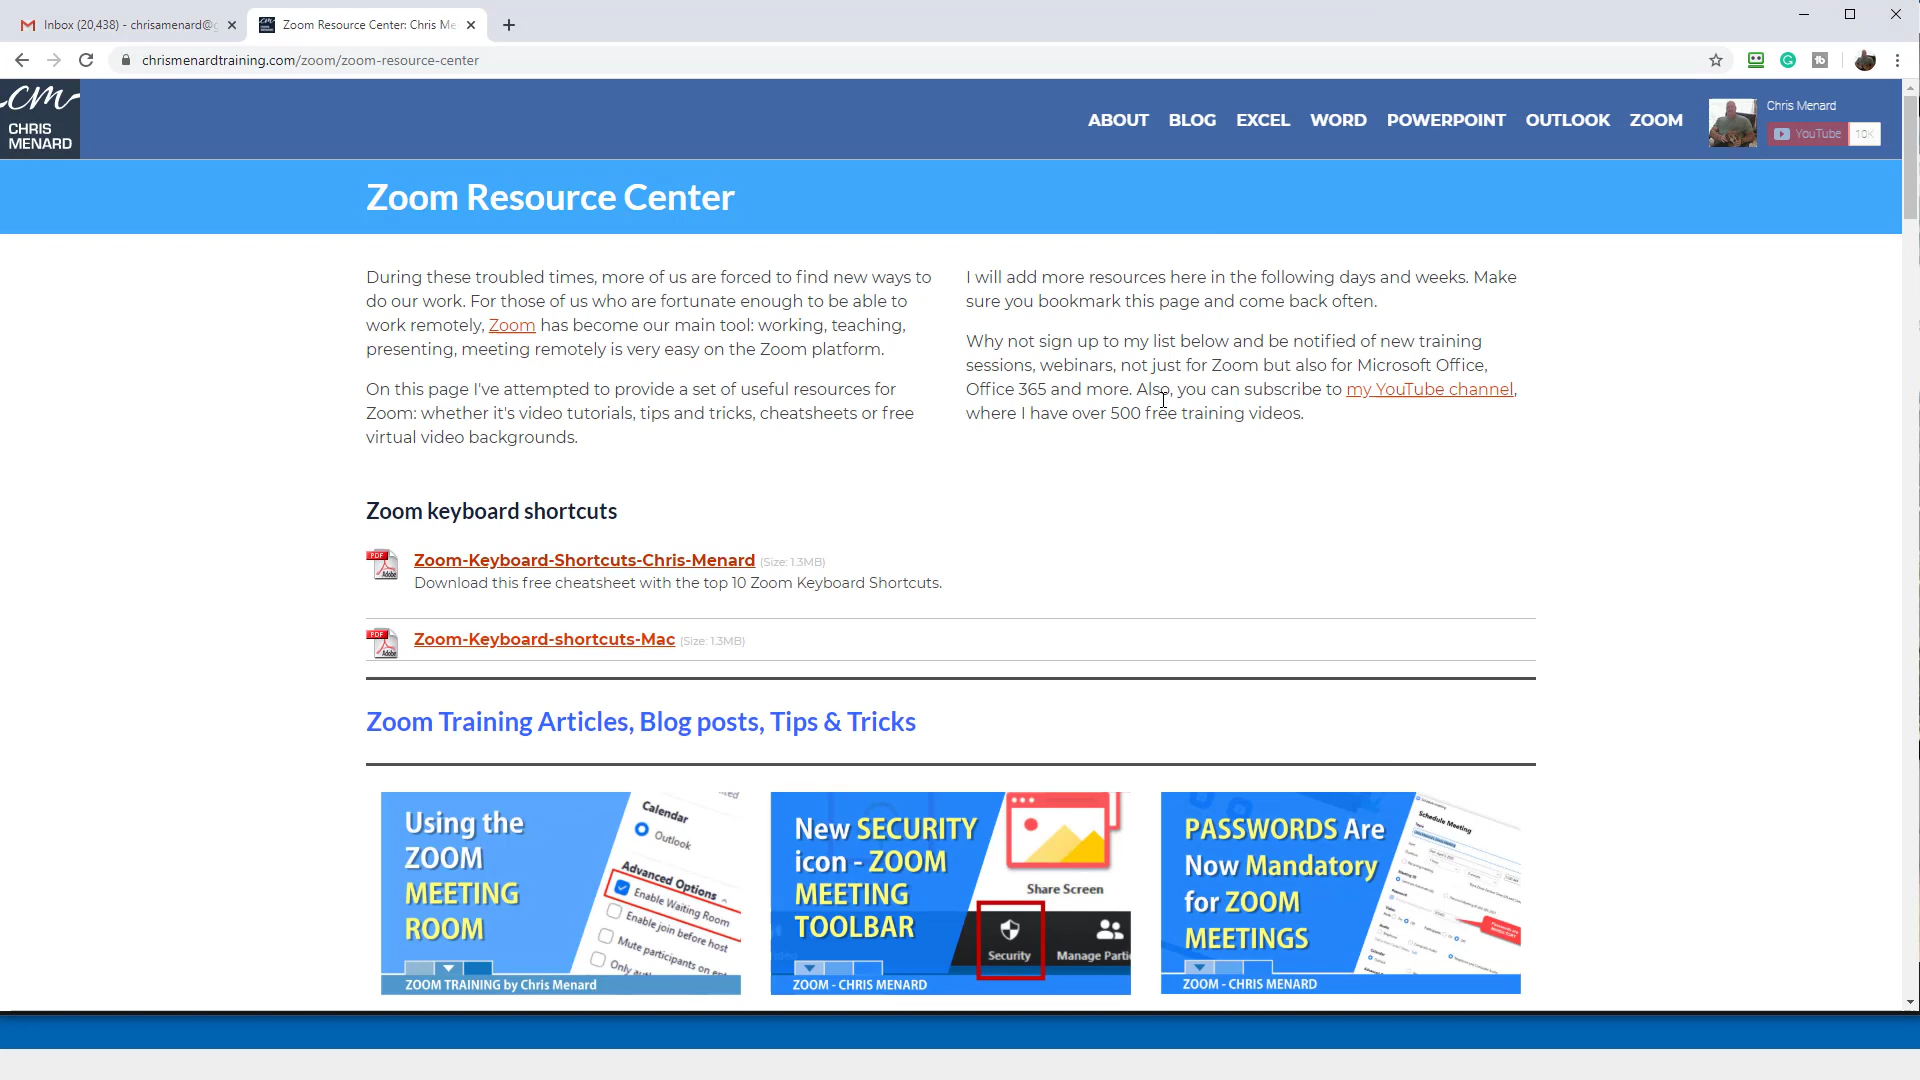 Inbox (20,438) - chrisamenard@g
Zoom Resource Center: Chris Me
chrismenardtraining.com/zoom/zoom-resource-center
cm
CHRIS
MENARD
ABOUT
BLOG
EXCEL
WORD
POWERPOINT
OUTLOOK
ZOOM
Chris Menard
YouTube
10K
Zoom Resource Center
During these troubled times, more of us are forced to find new ways to
do our work. For those of us who are fortunate enough to be able to
work remotely, Zoom has become our main tool: working, teaching,
presenting, meeting remotely is very easy on the Zoom platform.
On this page I've attempted to provide a set of useful resources for
Zoom: whether it's video tutorials, tips and tricks, cheatsheets or free
virtual video backgrounds.
I will add more resources here in the following days and weeks. Make
sure you bookmark this page and come back often.
Why not sign up to my list below and be notified of new training
sessions, webinars, not just for Zoom but also for Microsoft Office,
Office 365 and more. Also, you can subscribe to my YouTube channel,
where I have over 500 free training videos.
Zoom keyboard shortcuts
PDF
Adobe
Zoom-Keyboard-Shortcuts-Chris-Menard (Size: 1.3MB)
Download this free cheatsheet with the top 10 Zoom Keyboard Shortcuts.
PDF
Adobe
Zoom-Keyboard-shortcuts-Mac (Size: 1.3MB)
Zoom Training Articles, Blog posts, Tips & Tricks
Using the
ZOOM
MEETING
ROOM
Calendar
Outlook
Advanced Options
Enable Waiting Room
Enable join before host
Mute participants on en
Only au
ZOOM TRAINING by Chris Menard
New SECURITY
icon - ZOOM
MEETING
TOOLBAR
Share Screen
Security
Manage Parti
ZOOM - CHRIS MENARD
PASSWORDS Are
Now Mandatory
for ZOOM
MEETINGS
Schedule Meeting
ZOOM - CHRIS MENARD